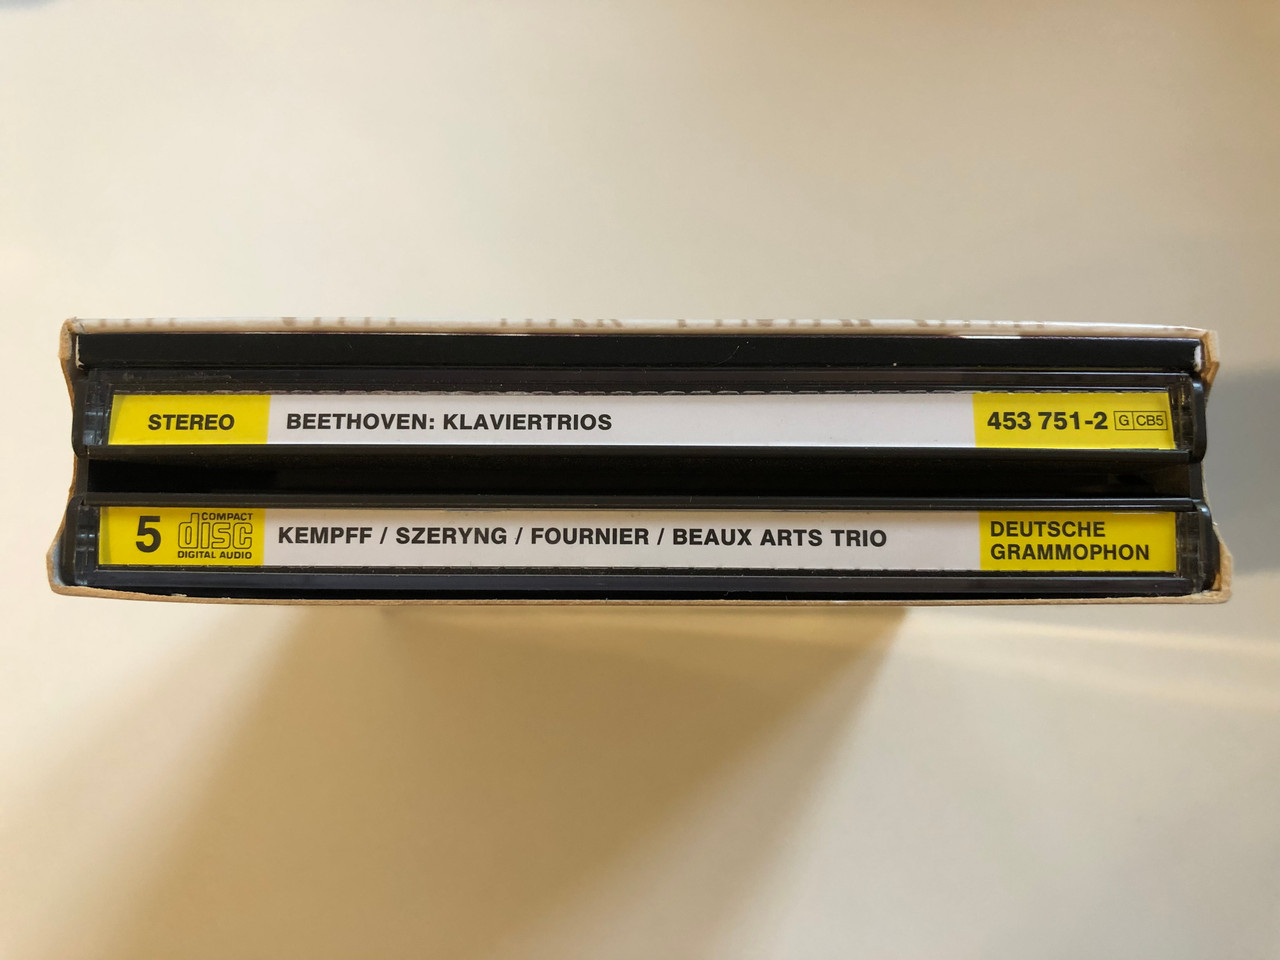 STEREO
BEETHOVEN: KLAVIERTRIOS
453 751-2 G CB5
5
COMPACT
disc
DIGITAL AUDIO
KEMPFF / SZERYNG / FOURNIER / BEAUX ARTS TRIO
DEUTSCHE
GRAMMOPHON